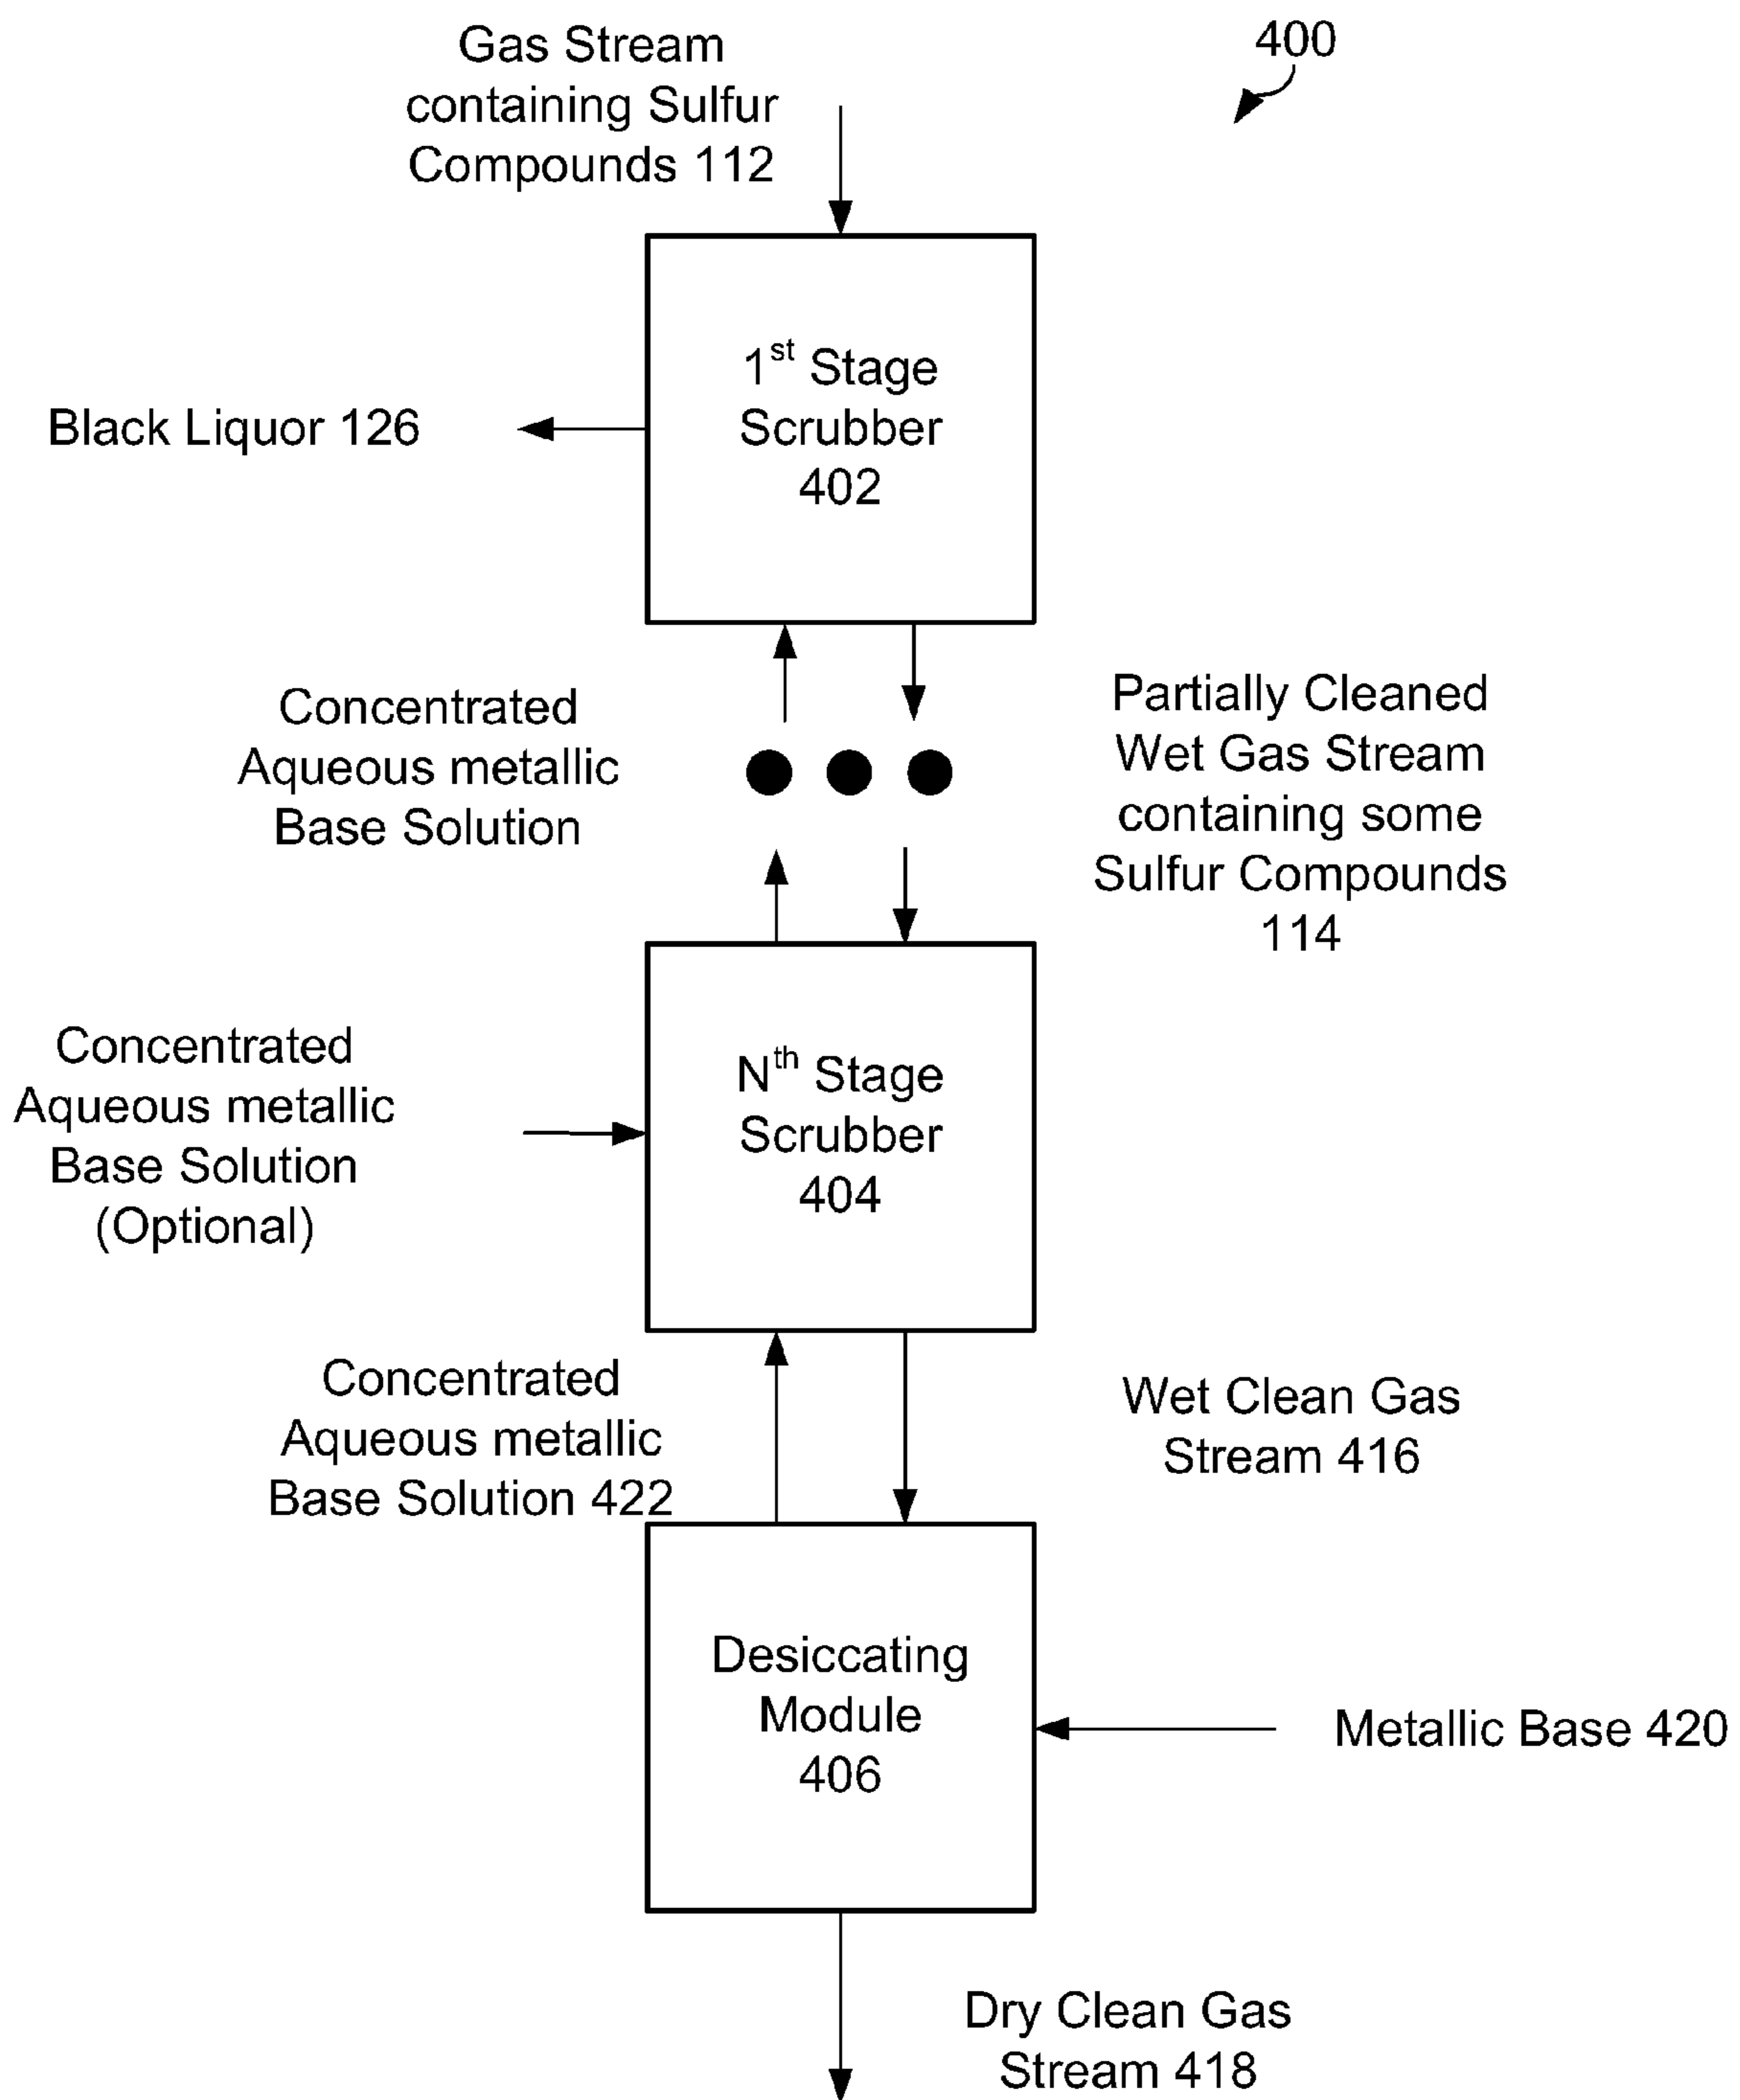 Gas Stream
containing Sulfur
Compounds 112
400
1st Stage
Scrubber
402
Black Liquor 126
Concentrated
Aqueous metallic
Base Solution
Partially Cleaned
Wet Gas Stream
containing some
Sulfur Compounds
114
Concentrated
Aqueous metallic
Base Solution
(Optional)
Nth Stage
Scrubber
404
Concentrated
Aqueous metallic
Base Solution 422
Wet Clean Gas
Stream 416
Desiccating
Module
406
Metallic Base 420
Dry Clean Gas
Stream 418